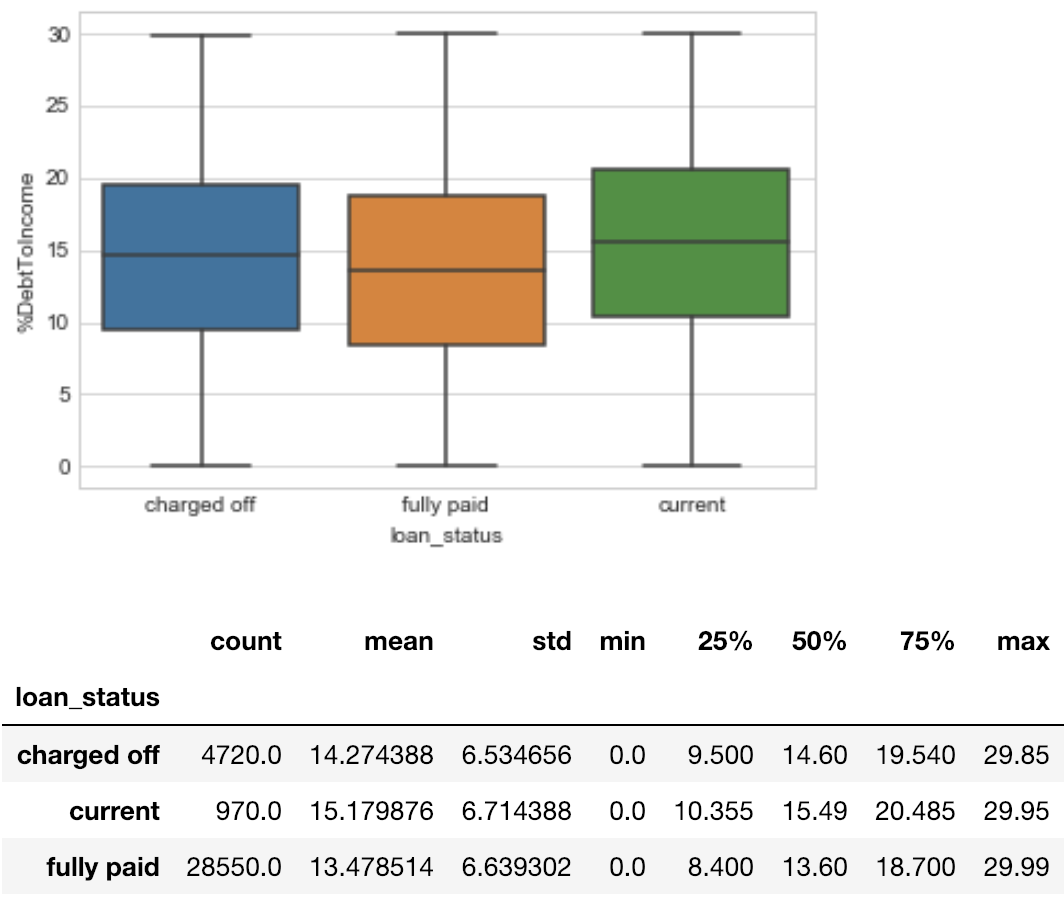 %DebtToIncome
30
25
20
15
10
5
0
charged off fully paid current
loan_status
count mean std min 25% 50% 75% max
loan_status
charged off 4720.0 14.274388 6.534656 0.0 9.500 14.60 19.540 29.85
current 970.0 15.179876 6.714388 0.0 10.355 15.49 20.485 29.95
fully paid 28550.0 13.478514 6.639302 0.0 8.400 13.60 18.700 29.99